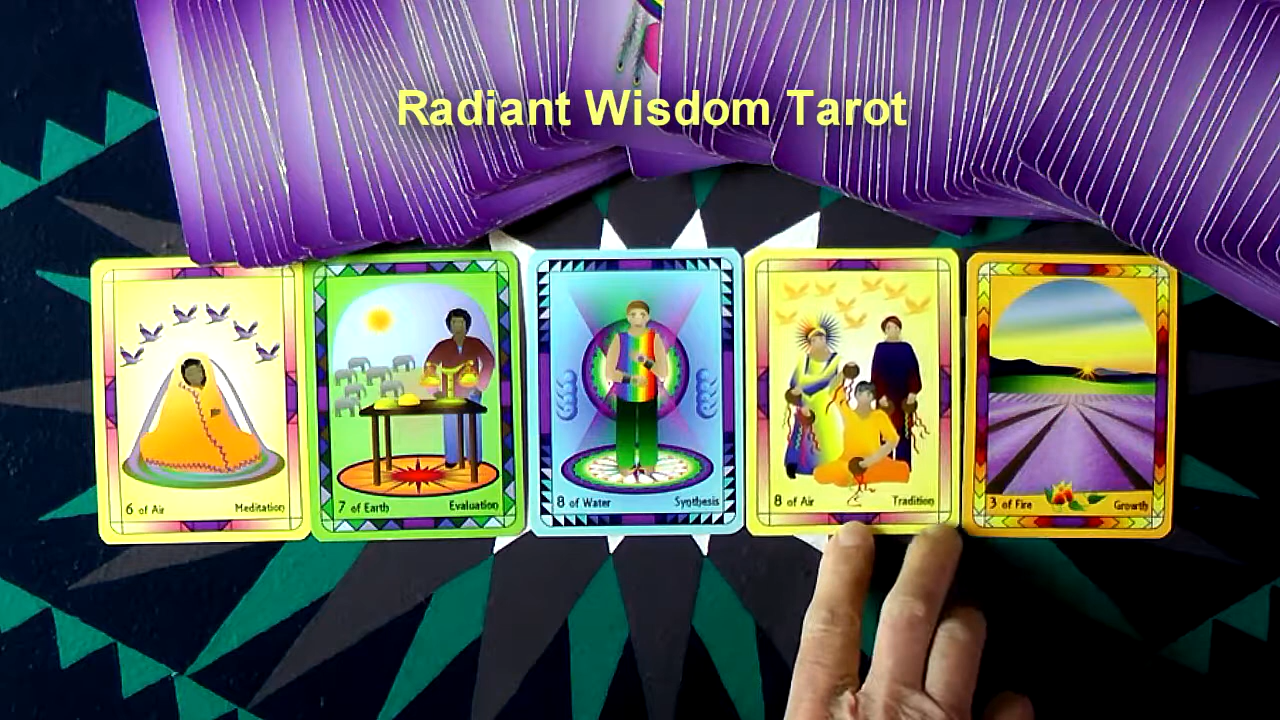 Radiant Wisdom Tarot
6 of Air Meditation
7 of Earth Evaluation
8 of Water Synthesis
8 of Air Tradition
3 of Fire Growth